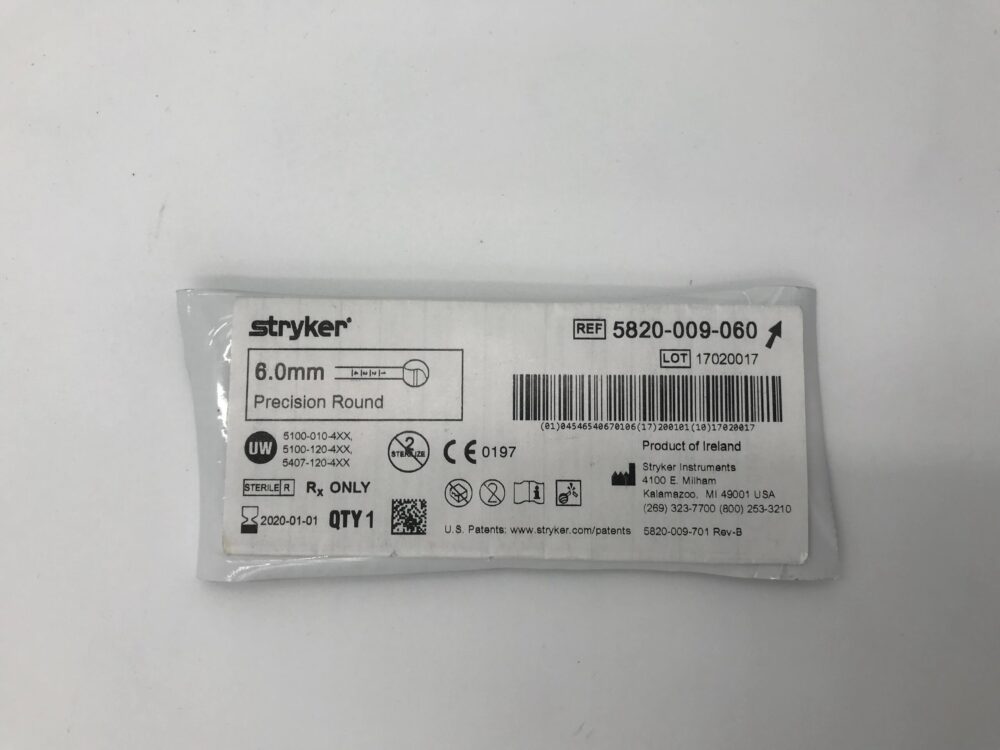 stryker
REF 5820-009-060
LOT 17020017
6.0mm
Precision Round
(01)04546540670106(17)200101(10)17020017
UW
5100-010-4XX,
5100-120-4XX,
5407-120-4XX
2
STERILIZE
CE 0197
Product of Ireland
Stryker Instruments
4100 E. Milham
Kalamazoo, MI 49001 USA
(269) 323-7700 (800) 253-3210
STERILE R
Rx ONLY
2
i
2020-01-01
QTY 1
U.S. Patents: www.stryker.com/patents
5820-009-701 Rev-B